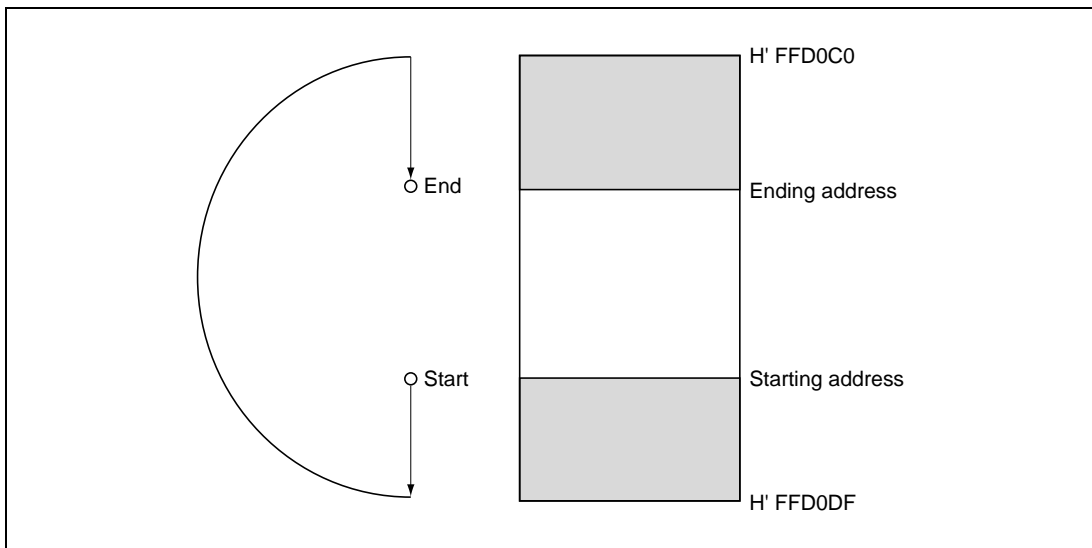 H' FFD0C0
End
Ending address
Start
Starting address
H' FFD0DF